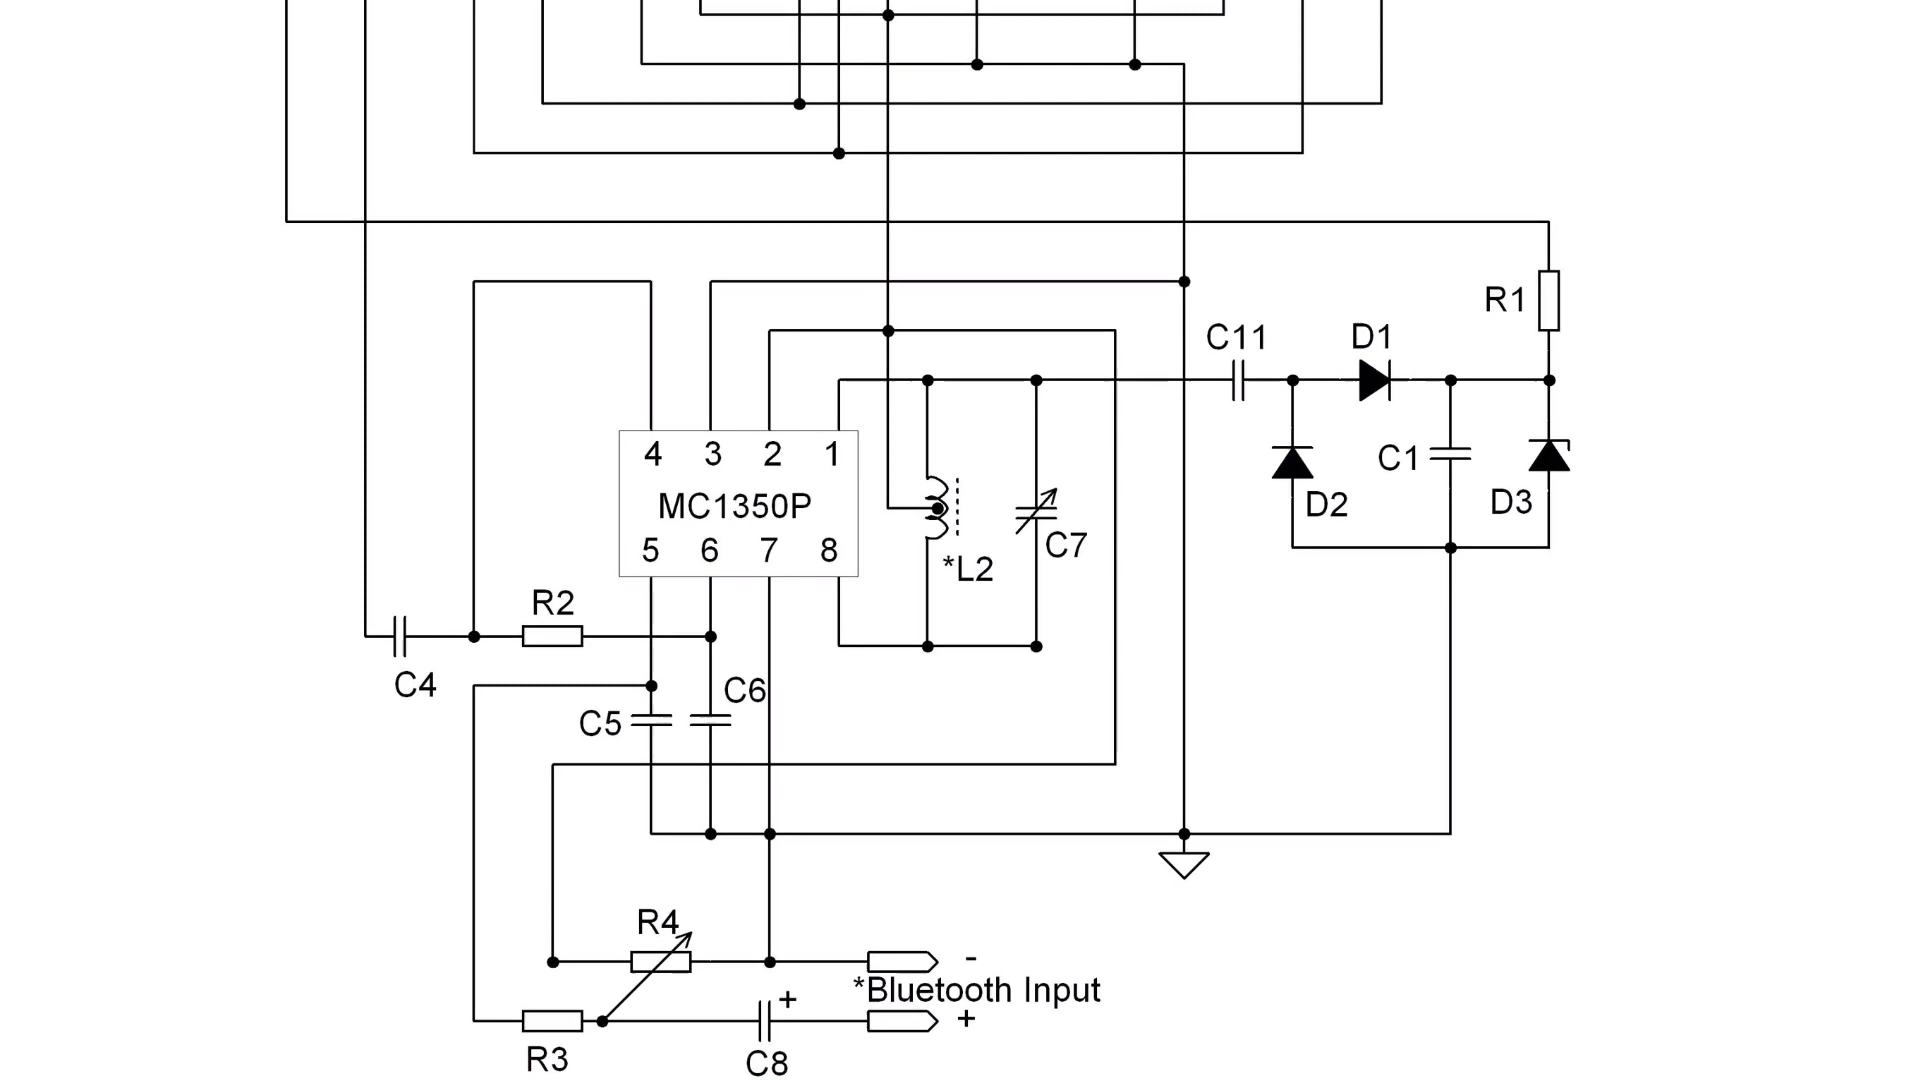 R1
C11 D1
4 3 2 1
MC1350P
5 6 7 8
C1
D2
D3
C7
*L2
R2
C4
C6
C5
R4
-
*Bluetooth Input
+
+
R3
C8